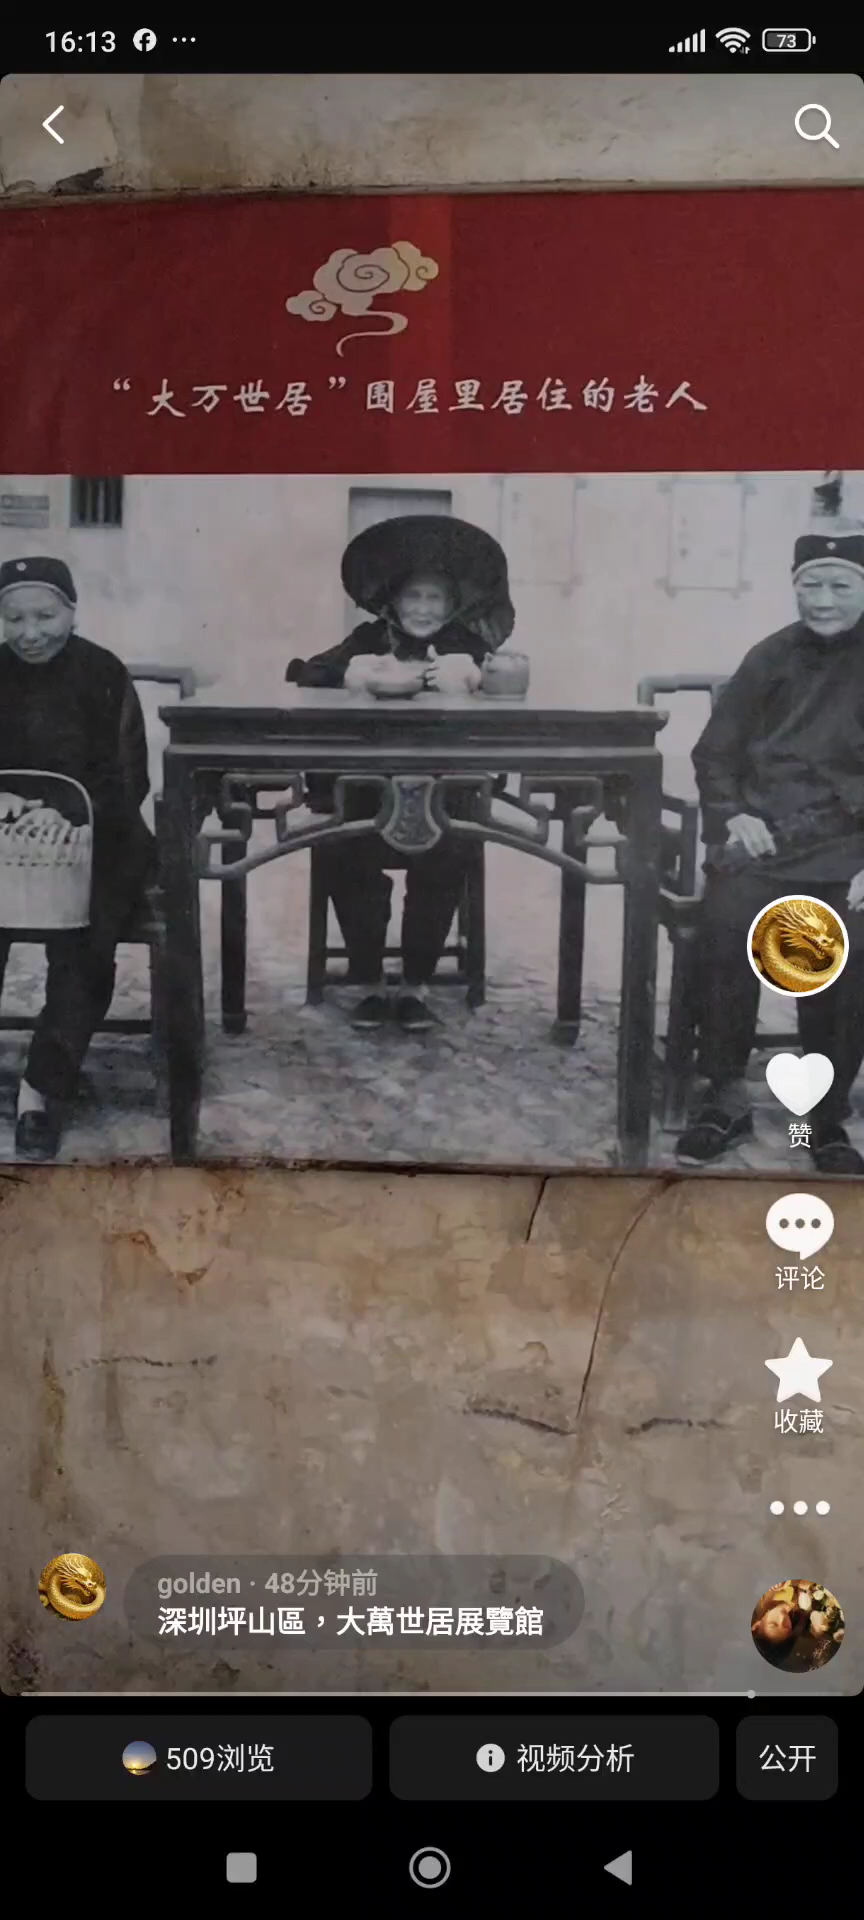 16:13
73
“大万世居”围屋里居住的老人
赞
评论
收藏
golden · 48分钟前
深圳坪山區，大萬世居展覽館
509浏览
视频分析
公开